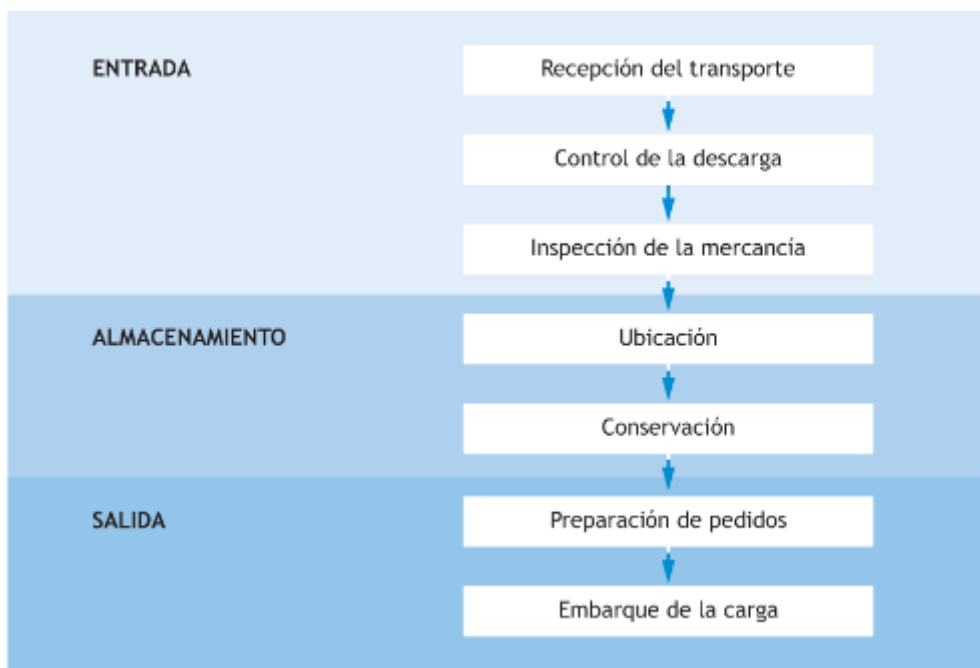 ENTRADA
Recepción del transporte
Control de la descarga
Inspección de la mercancía
ALMACENAMIENTO
Ubicación
Conservación
SALIDA
Preparación de pedidos
Embarque de la carga